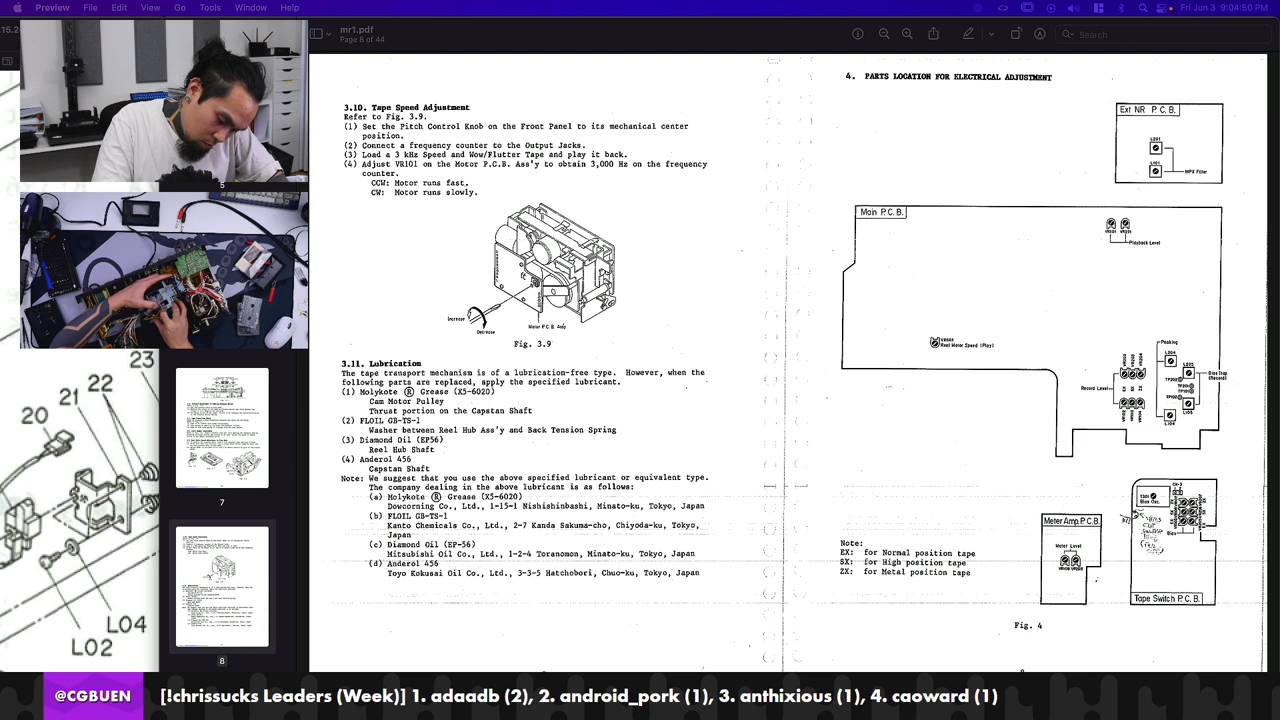 Preview File Edit View Go Tools Window Help
Fri Jun 3 9:04:50 PM
.15.2
mr1.pdf
Page 8 of 44
Search
3.10. Tape Speed Adjustment
Refer to Fig. 3.9.
(1) Set the Pitch Control Knob on the Front Panel to its mechanical center
position.
(2) Connect a frequency counter to the Output Jacks.
(3) Load a 3 kHz Speed and Wow/Flutter Tape and play it back.
(4) Adjust VR101 on the Motor P.C.B. Ass'y to obtain 3,000 Hz on the frequency
counter.
CCW: Motor runs fast.
CW: Motor runs slowly.
Increase
Decrease
Motor P.C.B. Ass'y
Fig. 3.9
3.11. Lubrication
The tape transport mechanism is of a lubrication-free type. However, when the
following parts are replaced, apply the specified lubricant.
(1) Molykote ® Grease (X5-6020)
Cam Motor Pulley
Thrust portion on the Capstan Shaft
(2) FLOIL GB-TS-1
Washer between Reel Hub Ass'y and Back Tension Spring
(3) Diamond Oil (EP56)
Reel Hub Shaft
(4) Anderol 456
Capstan Shaft
Note: We suggest that you use the above specified lubricant or equivalent type.
The company dealing in the above lubricant is as follows:
(a) Molykote ® Grease (X5-6020)
Dowcorning Co., Ltd., 1-15-1 Nishishinbashi, Minato-ku, Tokyo, Japan
(b) FLOIL GB-TS-1
Kanto Chemicals Co., Ltd., 2-7 Kanda Sakuma-cho, Chiyoda-ku, Tokyo,
Japan
(c) Diamond Oil (EP-56)
Mitsubishi Oil Co., Ltd., 1-2-4 Toranomon, Minato-ku, Tokyo, Japan
(d) Anderol 456
Toyo Kokusai Oil Co., Ltd., 3-3-5 Hatchobori, Chuo-ku, Tokyo, Japan
4. PARTS LOCATION FOR ELECTRICAL ADJUSTMENT
Ext NR P.C.B.
L201
L101
MPX Filter
Main P.C.B.
Playback Level
Reel Motor Speed (Play)
Peaking
L204
Bias Trap
(Record)
Record Level
Meter Amp.P.C.B.
Meter Level
Bias Osc.
Bias
Tape Switch P.C.B.
Note:
EX: for Normal position tape
SX: for High position tape
ZX: for Metal position tape
Fig. 4
23
22
21
20
L04
L02
7
8
@CGBUEN
[!chrissucks Leaders (Week)] 1. adaadb (2), 2. android_pork (1), 3. anthixious (1), 4. caoward (1)